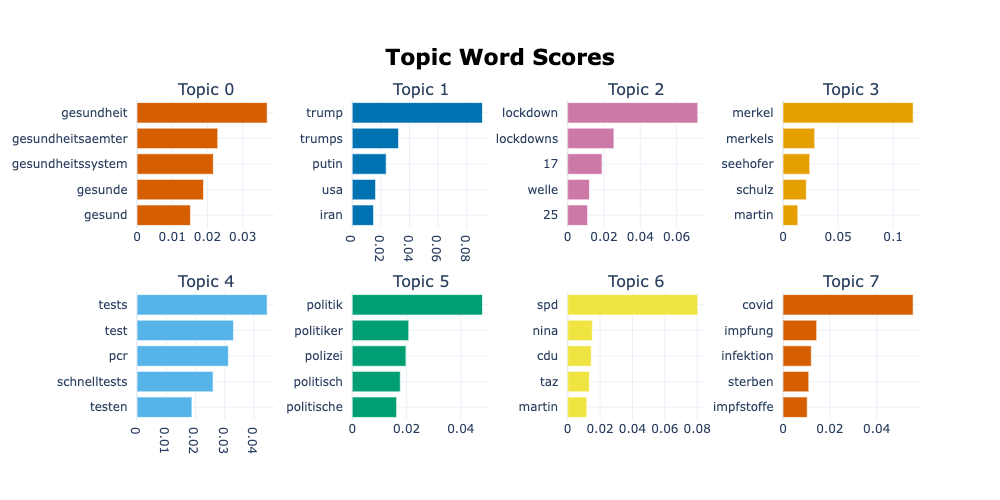 Topic Word Scores
Topic 0
gesundheit
gesundheitsaemter
gesundheitssystem
gesunde
gesund
0 0.01 0.02 0.03
Topic 1
trump
trumps
putin
usa
iran
0 0.02 0.04 0.06 0.08
Topic 2
lockdown
lockdowns
17
welle
25
0 0.02 0.04 0.06
Topic 3
merkel
merkels
seehofer
schulz
martin
0 0.05 0.1
Topic 4
tests
test
pcr
schnelltests
testen
0 0.01 0.02 0.03 0.04
Topic 5
politik
politiker
polizei
politisch
politische
0 0.02 0.04
Topic 6
spd
nina
cdu
taz
martin
0 0.02 0.04 0.06 0.08
Topic 7
covid
impfung
infektion
sterben
impfstoffe
0 0.02 0.04